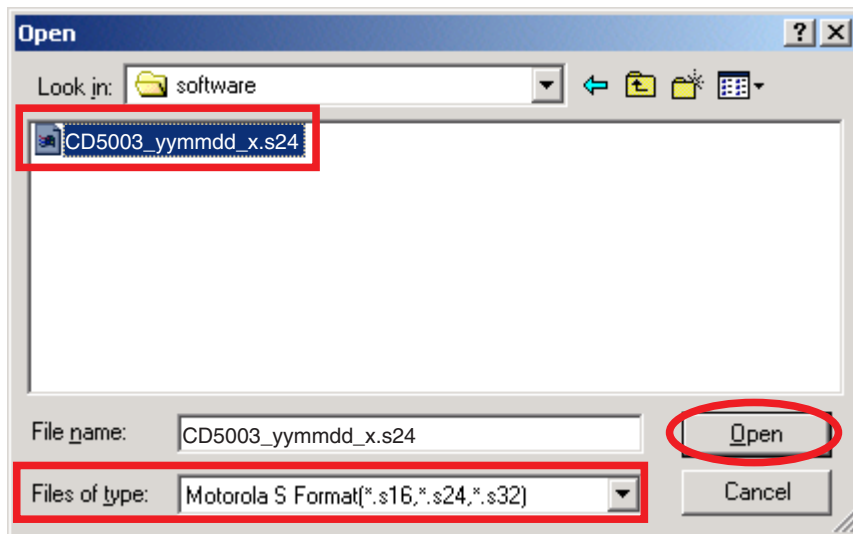 Open
Look in: software
CD5003_yymmdd_x.s24
File name: CD5003_yymmdd_x.s24 Open
Files of type: Motorola S Format(*.s16,*.s24,*.s32) Cancel